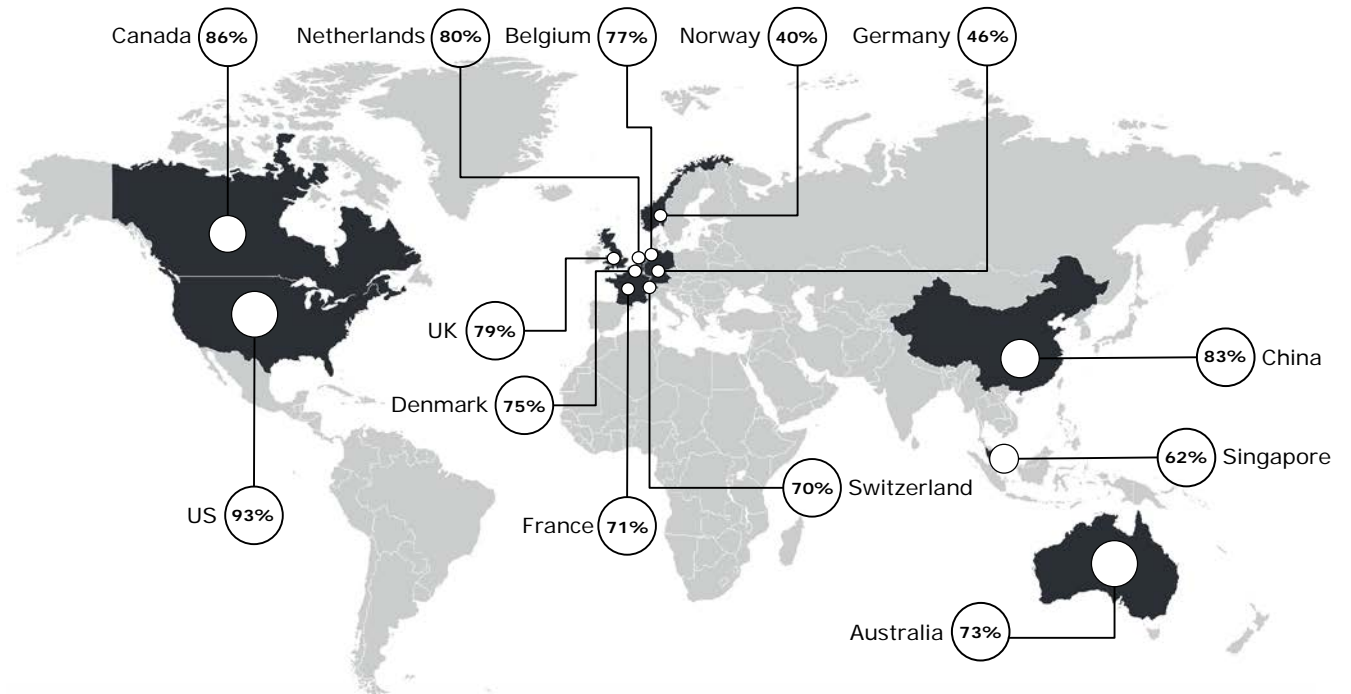 Canada 86%
Netherlands 80%
Belgium 77%
Norway 40%
Germany 46%
UK 79%
83% China
Denmark 75%
62% Singapore
70% Switzerland
US 93%
France 71%
Australia 73%